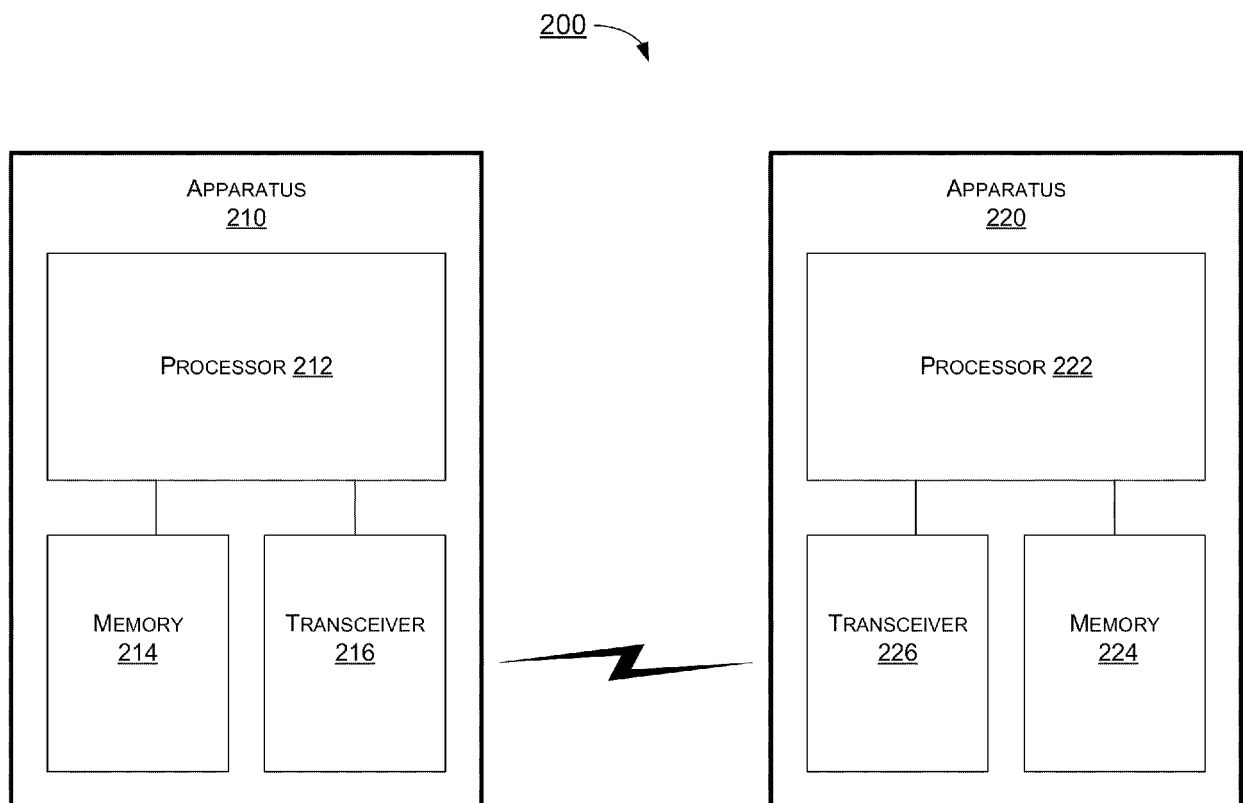 200
APPARATUS
210
PROCESSOR 212
MEMORY
214
TRANSCEIVER
216
APPARATUS
220
PROCESSOR 222
TRANSCEIVER
226
MEMORY
224